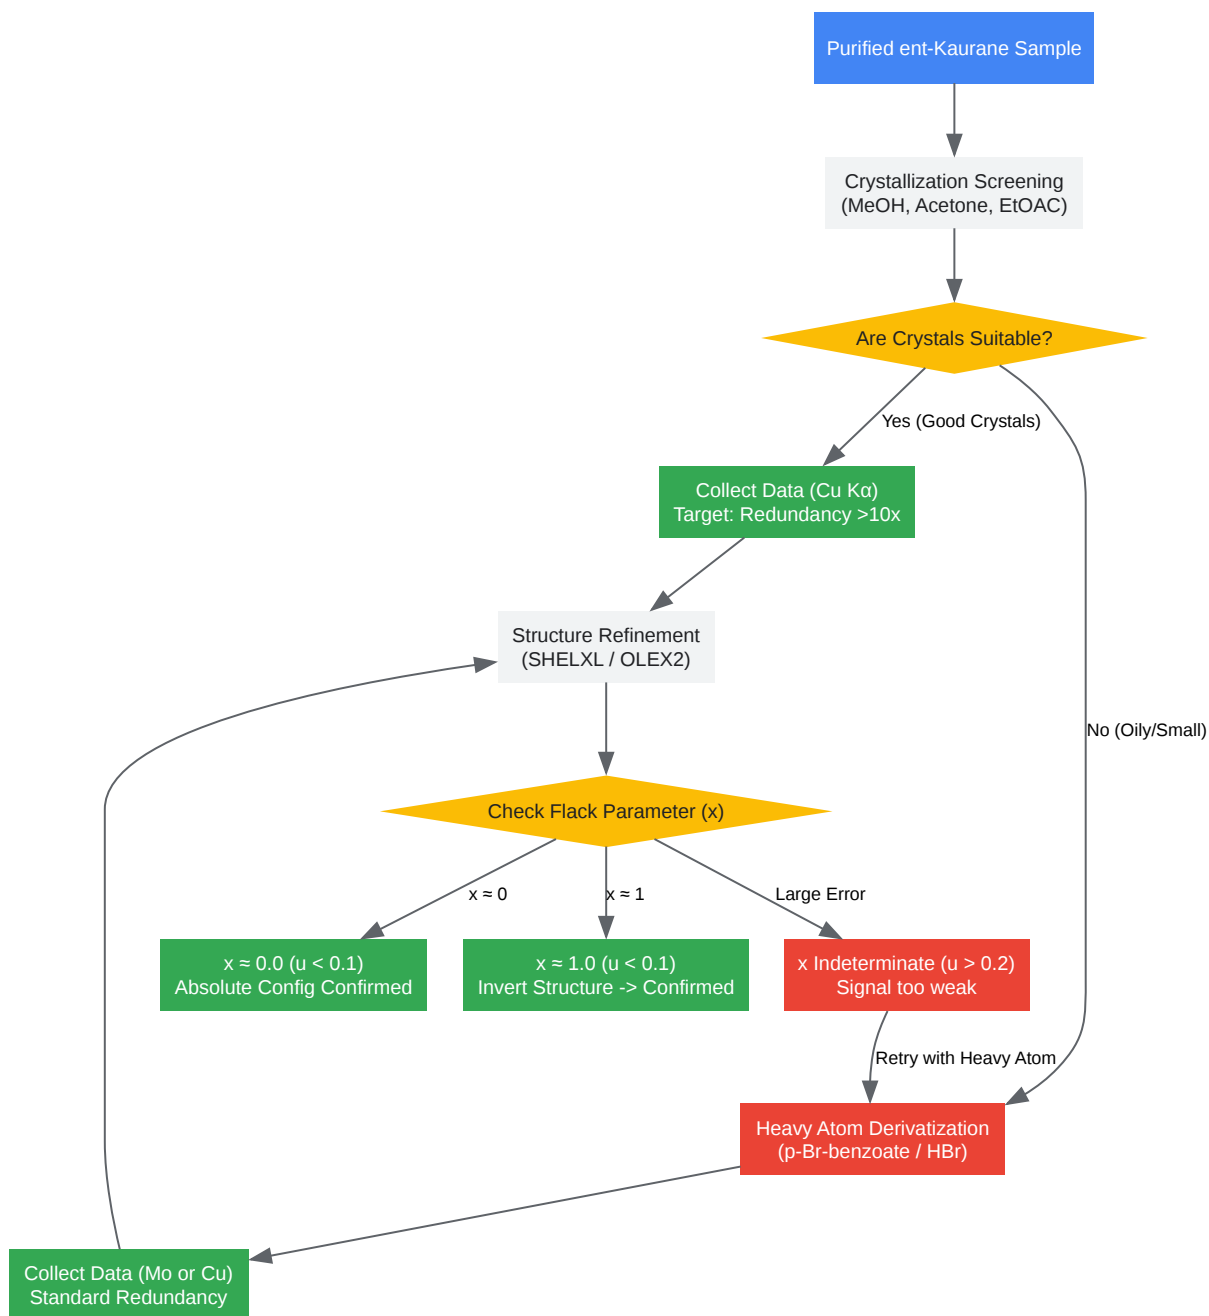 Purified ent-Kaurane Sample
Crystallization Screening
(MeOH, Acetone, EtOAC)
Are Crystals Suitable?
Yes (Good Crystals)
Collect Data (Cu Kα)
Target: Redundancy >10x
Structure Refinement
(SHELXL / OLEX2)
No (Oily/Small)
Check Flack Parameter (x)
x ≈ 0
x ≈ 1
Large Error
x ≈ 0.0 (u < 0.1)
Absolute Config Confirmed
x ≈ 1.0 (u < 0.1)
Invert Structure -> Confirmed
x Indeterminate (u > 0.2)
Signal too weak
Retry with Heavy Atom
Heavy Atom Derivatization
(p-Br-benzoate / HBr)
Collect Data (Mo or Cu)
Standard Redundancy